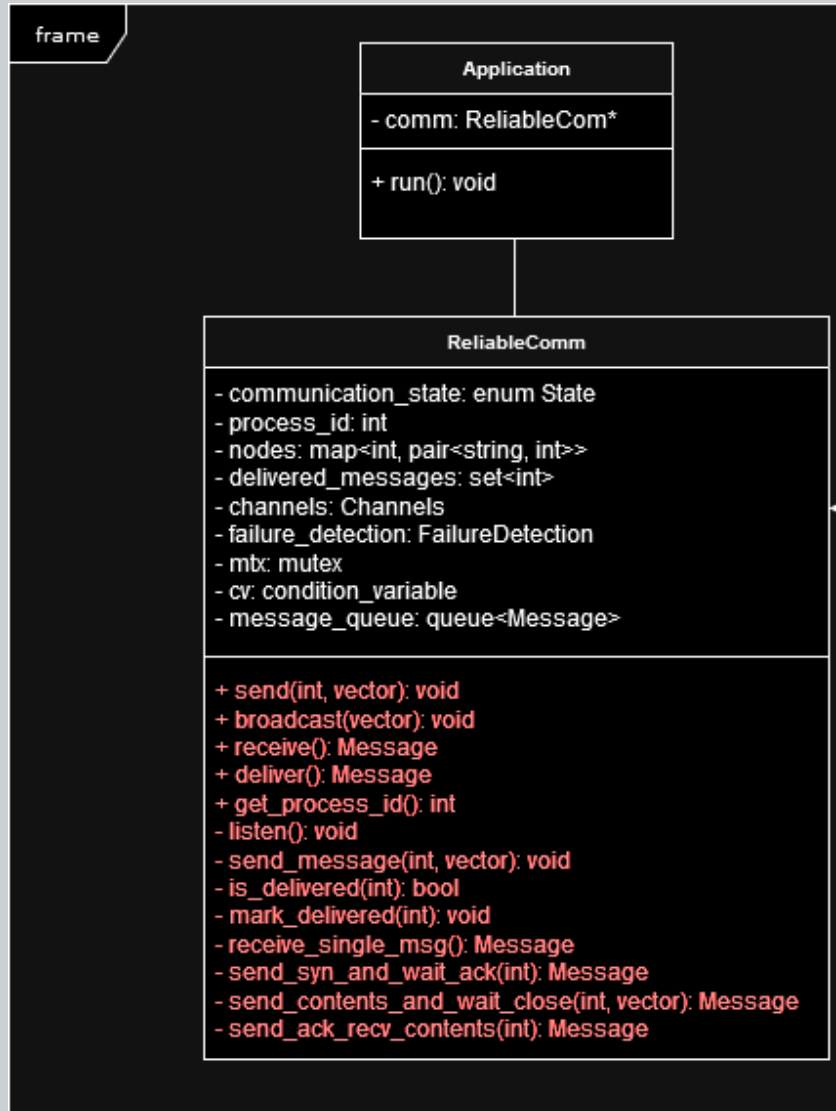 frame
Application
- comm: ReliableCom*
+ run(): void
ReliableComm
- communication_state: enum State
- process_id: int
- nodes: map<int, pair<string, int>>
- delivered_messages: set<int>
- channels: Channels
- failure_detection: FailureDetection
- mtx: mutex
- cv: condition_variable
- message_queue: queue<Message>
+ send(int, vector): void
+ broadcast(vector): void
+ receive(): Message
+ deliver(): Message
+ get_process_id(): int
- listen(): void
- send_message(int, vector): void
- is_delivered(int): bool
- mark_delivered(int): void
- receive_single_msg(): Message
- send_syn_and_wait_ack(int): Message
- send_contents_and_wait_close(int, vector): Message
- send_ack_recv_contents(int): Message